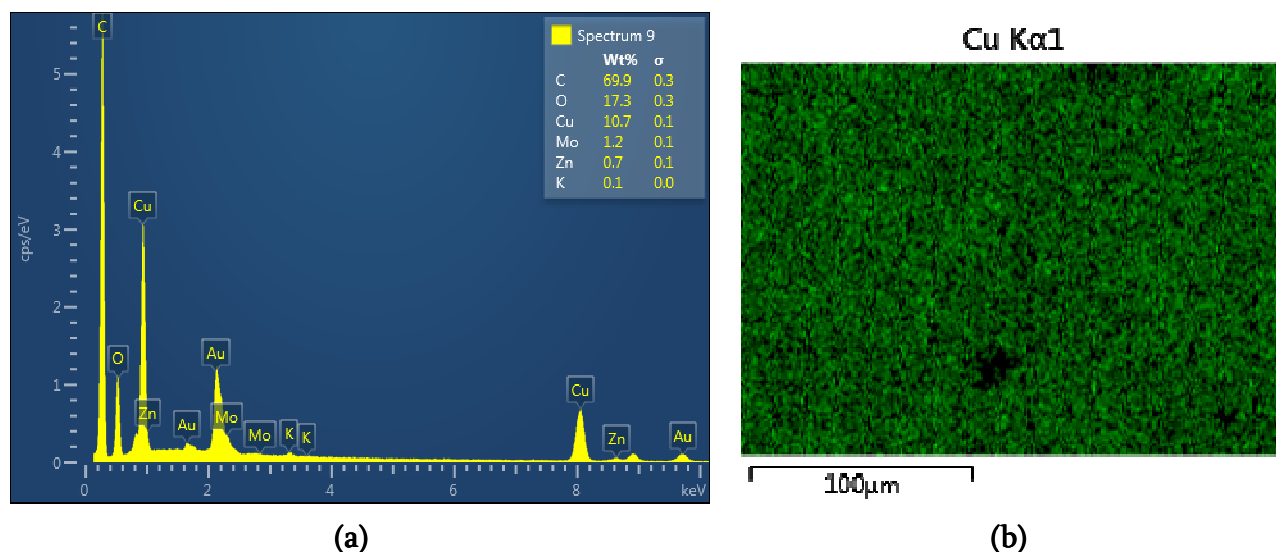 C
Spectrum 9
Wt% σ
C 69.9 0.3
O 17.3 0.3
Cu 10.7 0.1
Mo 1.2 0.1
Zn 0.7 0.1
K 0.1 0.0
5
4
cps/eV
3
2
1
0
Cu
O
Zn
Au
Au
Mo
Mo
K
K
Cu
Zn
Au
0 2 4 6 8 keV
(a)
Cu Kα1
100µm
(b)